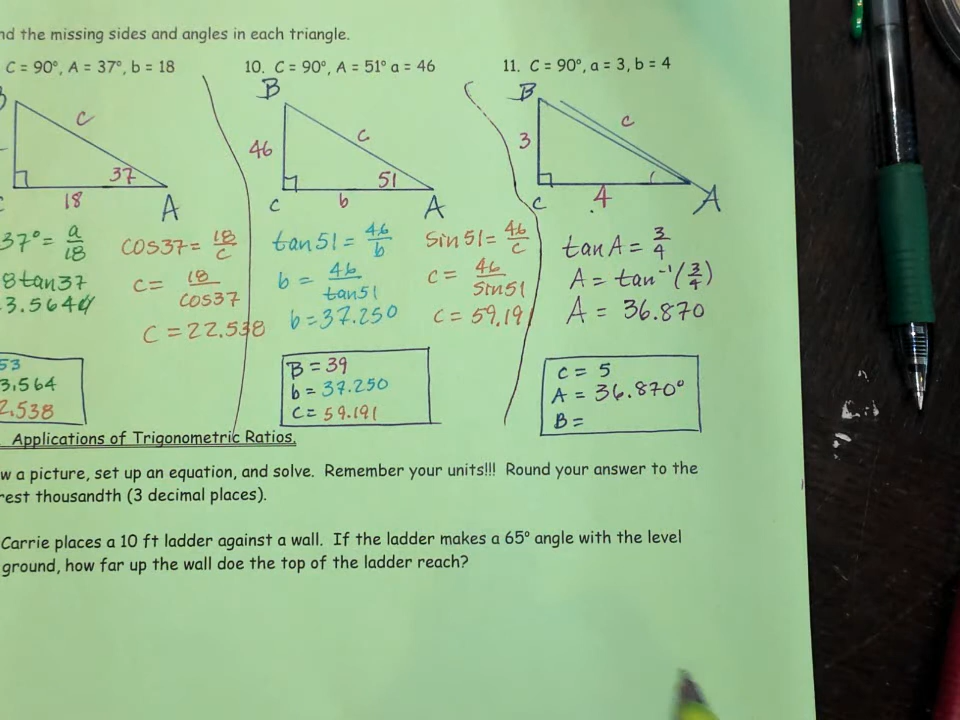 nd the missing sides and angles in each triangle.
C = 90°, A = 37°, b = 18
c
37
18
A
37° = a/18
8tan37
3.564
cos37 = 18/c
c = 18/cos37
c = 22.538
53
3.564
2.538
10. C = 90°, A = 51° a = 46
B
46
c
51
C
b
A
tan51 = 46/b
b = 46/tan51
b = 37.250
sin51 = 46/c
c = 46/sin51
c = 59.191
B = 39
b = 37.250
c = 59.191
11. C = 90°, a = 3, b = 4
B
3
c
C
4
A
tan A = 3/4
A = tan⁻¹(3/4)
A = 36.870
c = 5
A = 36.870°
B =
. Applications of Trigonometric Ratios.
w a picture, set up an equation, and solve. Remember your units!!! Round your answer to the
rest thousandth (3 decimal places).
Carrie places a 10 ft ladder against a wall. If the ladder makes a 65° angle with the level
ground, how far up the wall doe the top of the ladder reach?